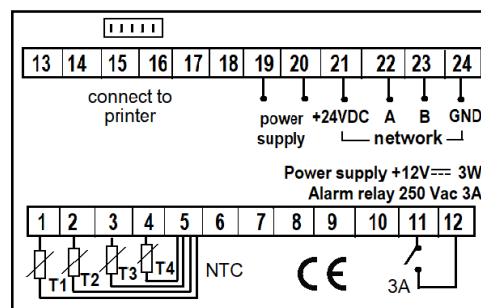 13 14 15 16 17 18 19 20 21 22 23 24
connect to
printer
power
supply
+24VDC A B GND
network
Power supply +12V⎓ 3W
Alarm relay 250 Vac 3A
1 2 3 4 5 6 7 8 9 10 11 12
T1 T2 T3 T4 NTC CE 3A